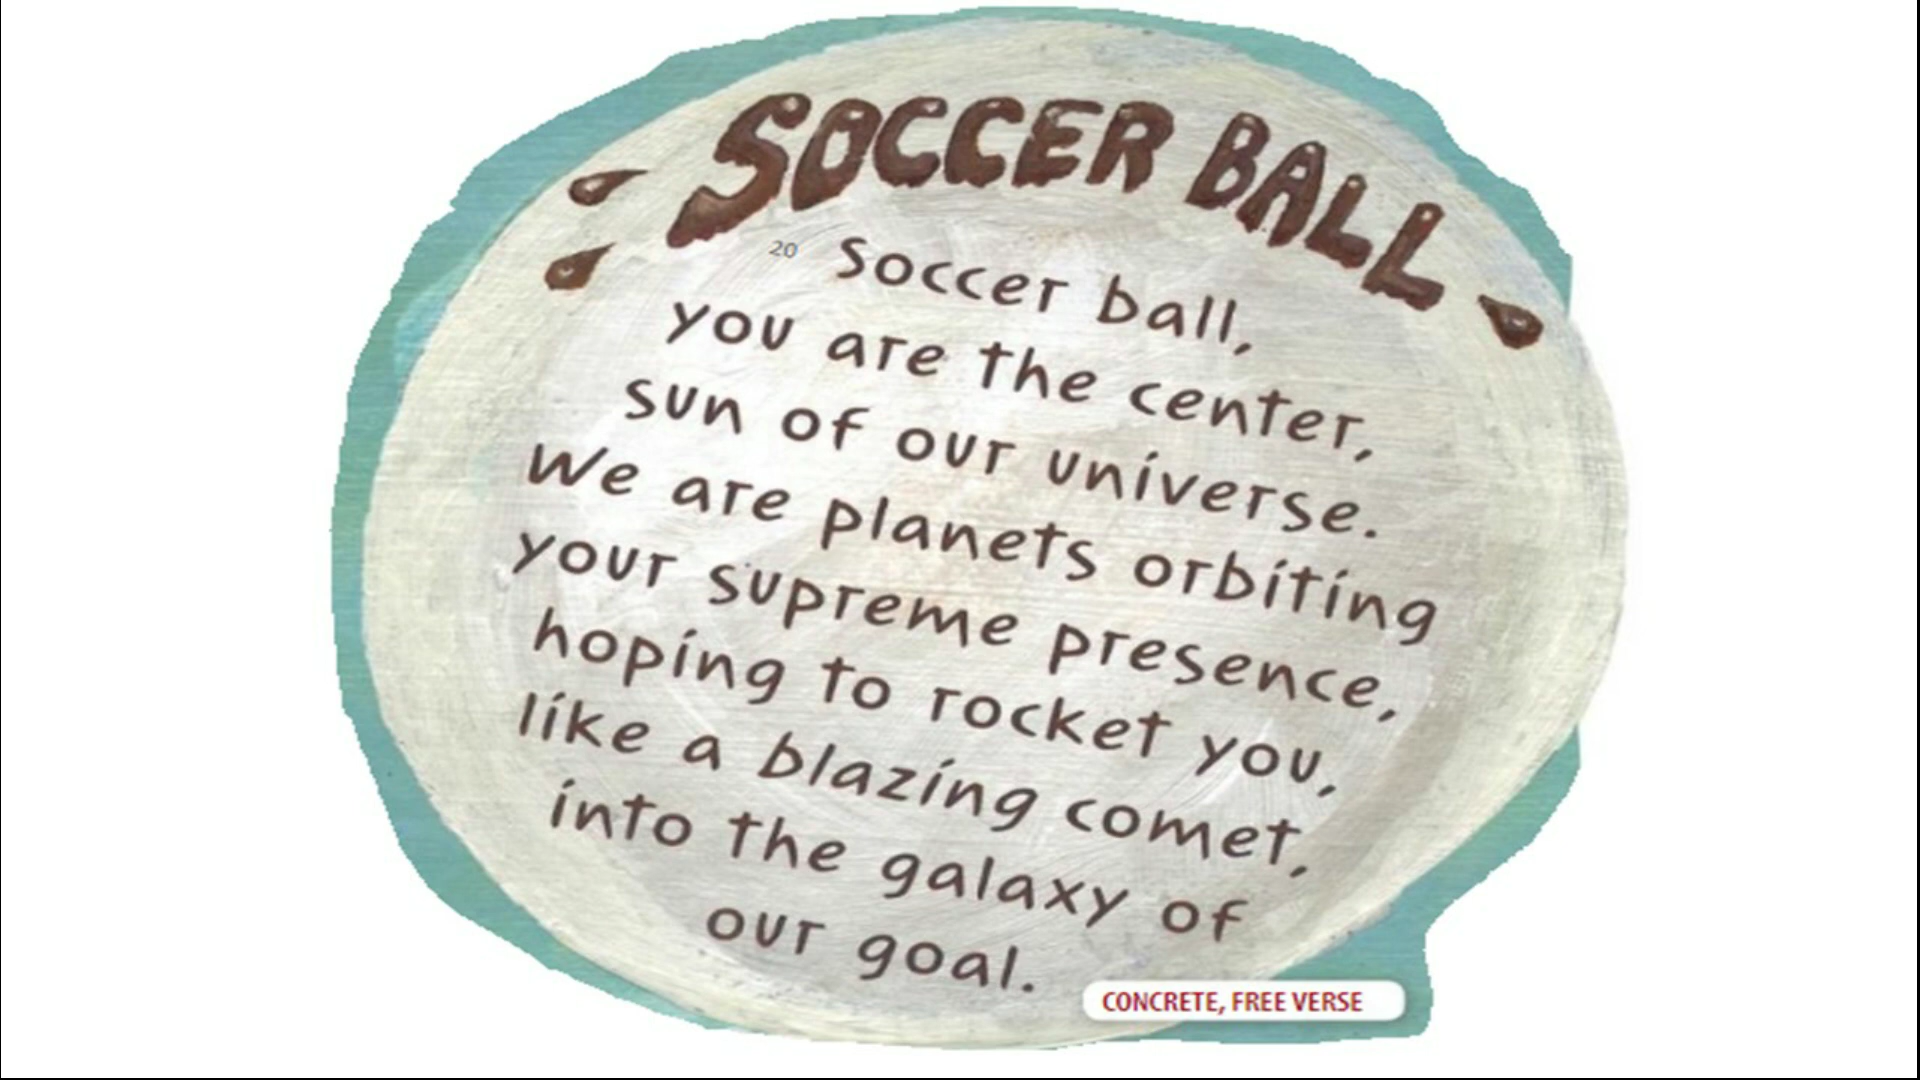 SOCCER BALL
20 Soccer ball,
you are the center,
sun of our universe.
We are planets orbiting
your supreme presence,
hoping to rocket you,
like a blazing comet,
into the galaxy of
our goal.
CONCRETE, FREE VERSE